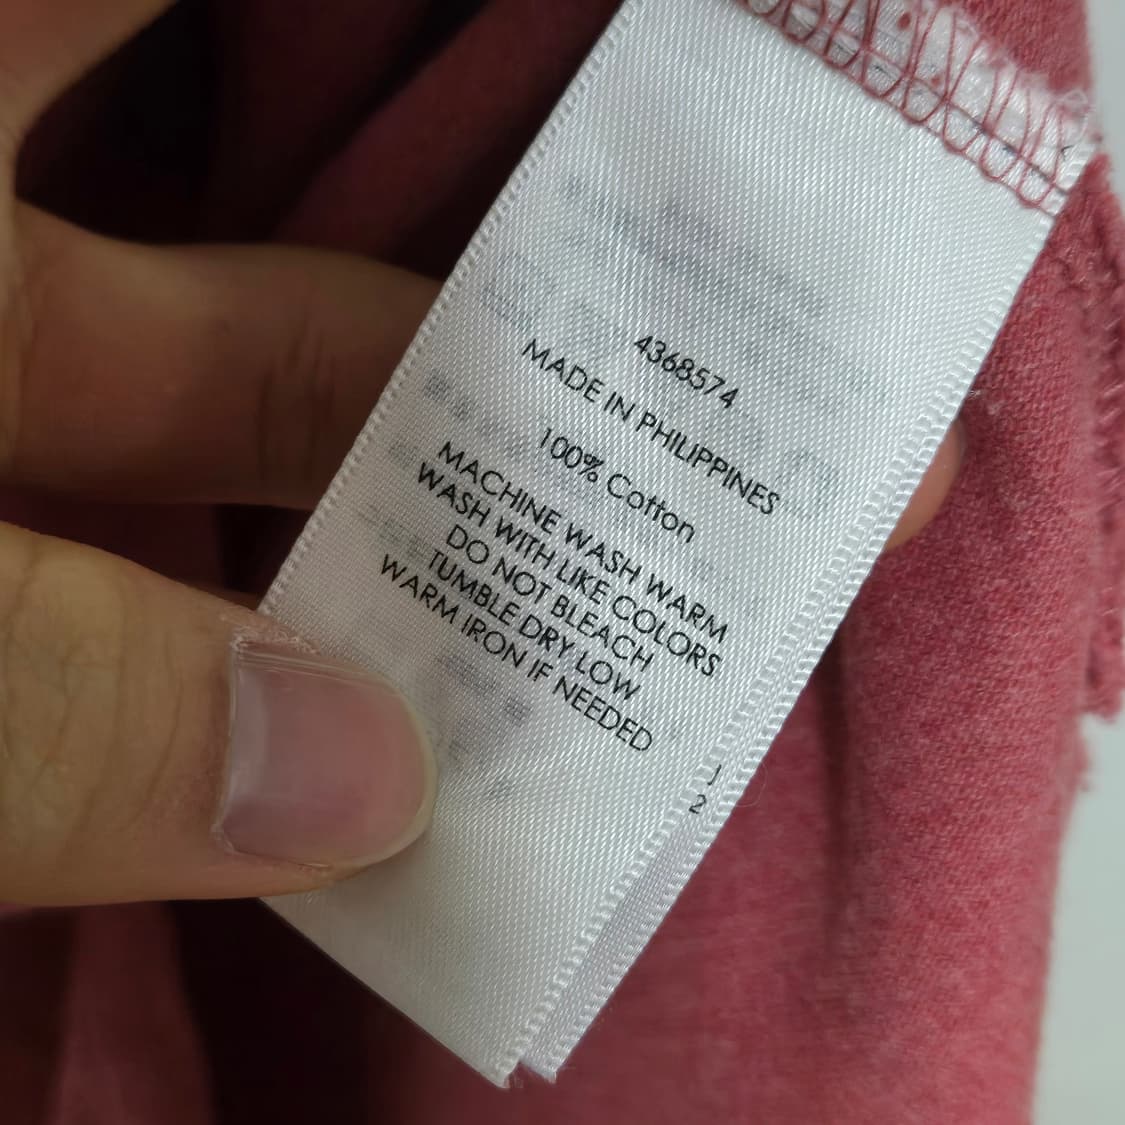 4368574
MADE IN PHILIPPINES
100% Cotton
MACHINE WASH WARM
WASH WITH LIKE COLORS
DO NOT BLEACH
TUMBLE DRY LOW
WARM IRON IF NEEDED
J
2